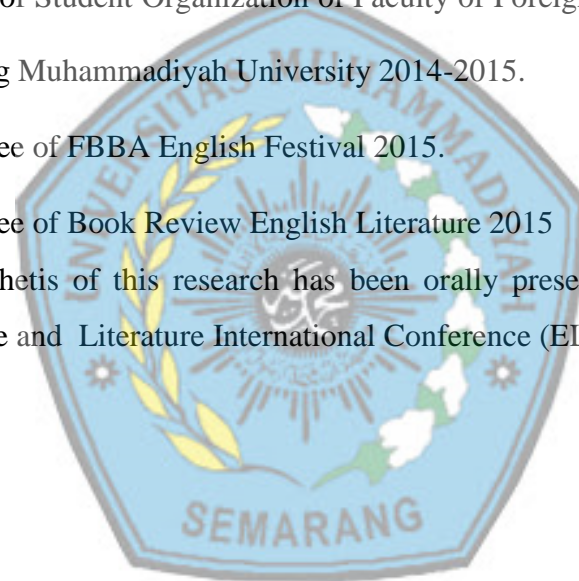 of Student Organization of Faculty of Foreig
g Muhammadiyah University 2014-2015.
ee of FBBA English Festival 2015.
ee of Book Review English Literature 2015
hetis of this research has been orally prese
e and Literature International Conference (EL
UNIVERSITAS MUHAMMADIYAH
SEMARANG